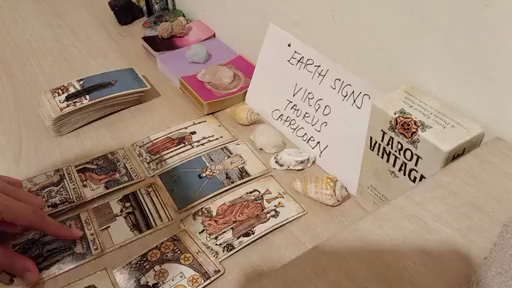 EARTH SIGNS
VIRGO
TAURUS
CAPRICORN
TAROT
VINTAGE